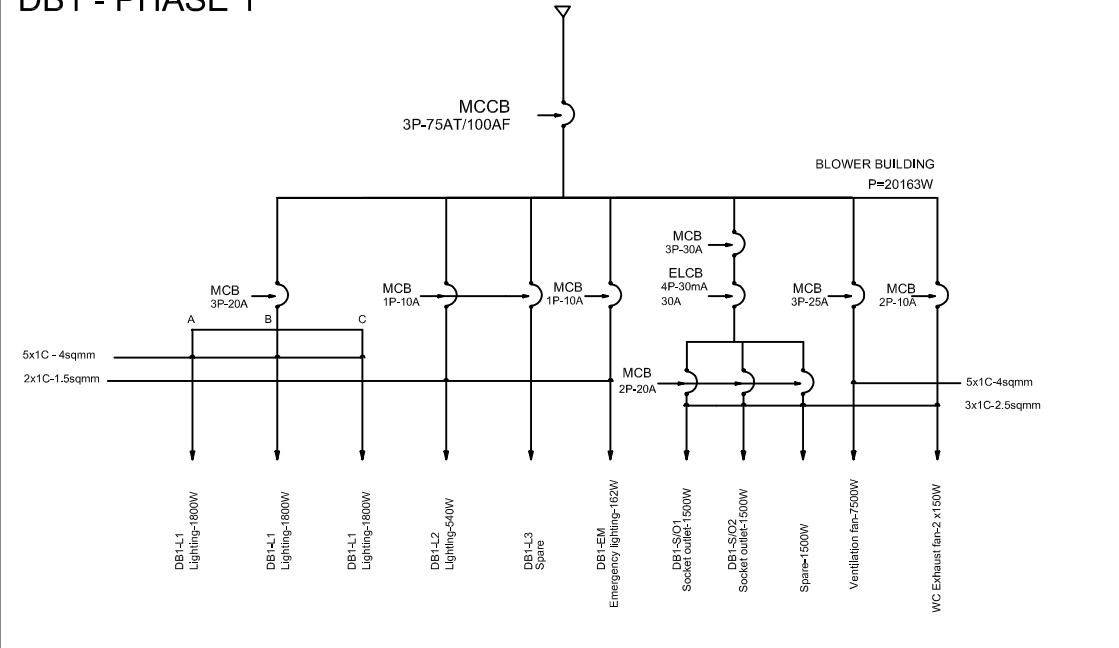 DB1 - PHASE 1
MCCB
3P-75AT/100AF
BLOWER BUILDING
P=20163W
MCB
3P-30A
ELCB
4P-30mA
30A
MCB
3P-20A
MCB
1P-10A
MCB
1P-10A
MCB
3P-25A
MCB
2P-10A
A
B
C
5x1C - 4sqmm
2x1C-1.5sqmm
MCB
2P-20A
5x1C-4sqmm
3x1C-2.5sqmm
DB1-L1
Lighting-1800W
DB1-L1
Lighting-1800W
DB1-L1
Lighting-1800W
DB1-L2
Lighting-540W
DB1-L3
Spare
DB1-EM
Emergency lighting-162W
DB1-S/O1
Socket outlet-1500W
DB1-S/O2
Socket outlet-1500W
Spare-1500W
Ventilation fan-7500W
WC Exhaust fan-2 x150W